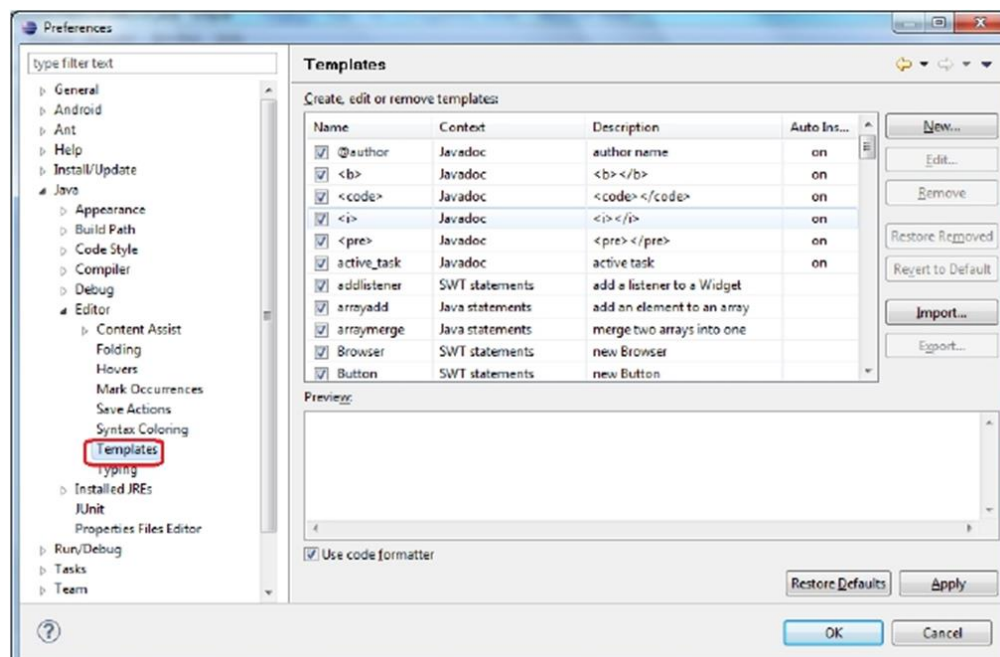 Preferences
type filter text
General
Android
Ant
Help
Install/Update
Java
Appearance
Build Path
Code Style
Compiler
Debug
Editor
Content Assist
Folding
Hovers
Mark Occurrences
Save Actions
Syntax Coloring
Templates
Typing
Installed JREs
JUnit
Properties Files Editor
Run/Debug
Tasks
Team
Templates
Create, edit or remove templates:
Name Context Description Auto Ins...
@author Javadoc author name on
<b> Javadoc <b></b> on
<code> Javadoc <code></code> on
<i> Javadoc <i></i> on
<pre> Javadoc <pre></pre> on
active_task Javadoc active task on
addlistener SWT statements add a listener to a Widget
arrayadd Java statements add an element to an array
arraymerge Java statements merge two arrays into one
Browser SWT statements new Browser
Button SWT statements new Button
New...
Edit...
Remove
Restore Removed
Revert to Default
Import...
Export...
Preview:
Use code formatter
Restore Defaults Apply
? OK Cancel